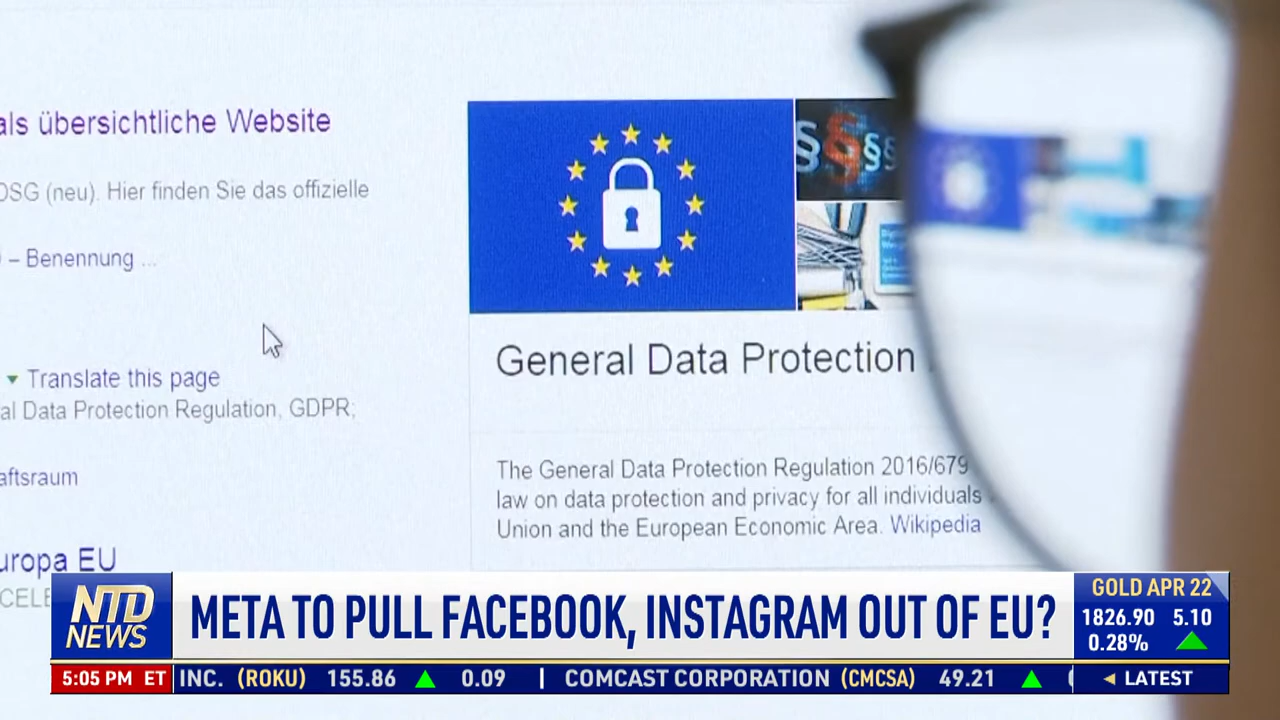 als übersichtliche Website
DSG (neu). Hier finden Sie das offizielle
– Benennung ...
▾ Translate this page
al Data Protection Regulation, GDPR;
aftsraum
uropa EU
CELE
§ § § §
General Data Protection
The General Data Protection Regulation 2016/679
law on data protection and privacy for all individuals
Union and the European Economic Area. Wikipedia
NTD NEWS
META TO PULL FACEBOOK, INSTAGRAM OUT OF EU?
GOLD APR 22
1826.90 5.10
0.28% ▲
5:05 PM ET
INC. (ROKU) 155.86 ▲ 0.09 | COMCAST CORPORATION (CMCSA) 49.21 ▲
◄ LATEST